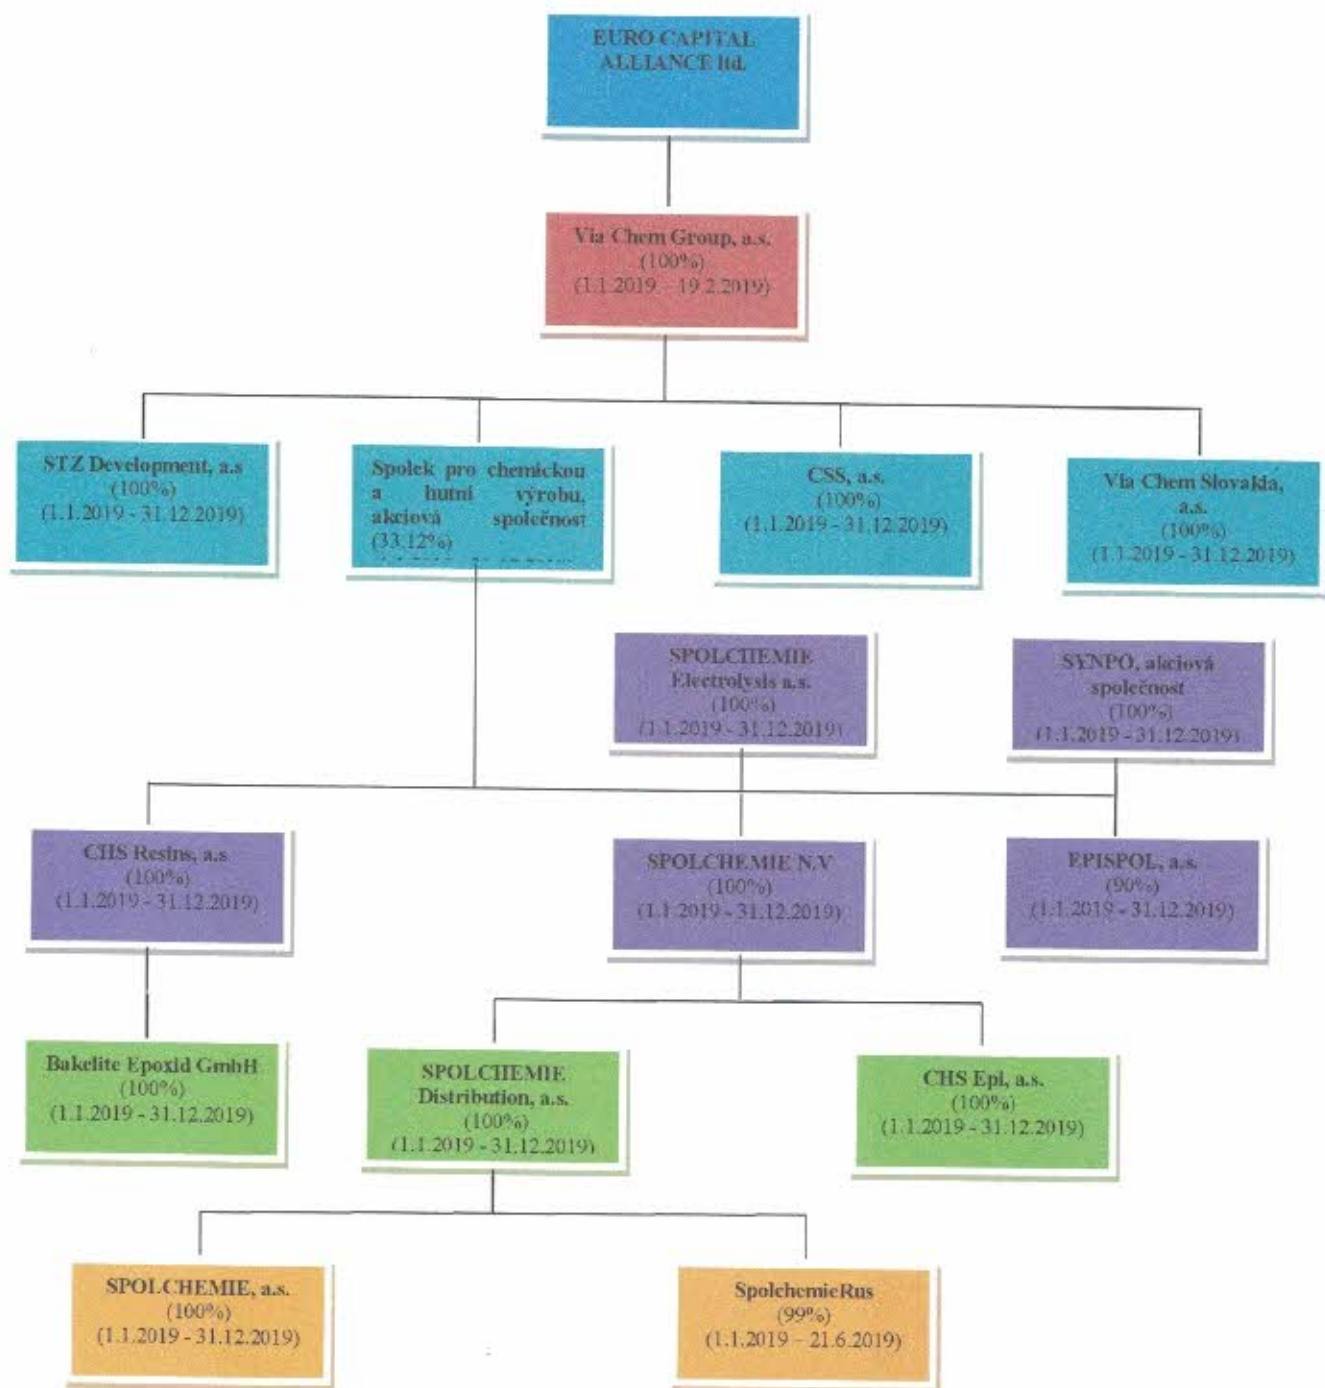 EURO CAPITAL
ALLIANCE ltd.
Via Chem Group, a.s.
(100%)
(1.1.2019 – 19.2.2019)
STZ Development, a.s
(100%)
(1.1.2019 - 31.12.2019)
Spolek pro chemickou
a hutní výrobu,
akciová společnost
(33.12%)
CSS, a.s.
(100%)
(1.1.2019 - 31.12.2019)
Via Chem Slovakia,
a.s.
(100%)
(1.1.2019 - 31.12.2019)
SPOLCHEMIE
Electrolysis a.s.
(100%)
(1.1.2019 - 31.12.2019)
SYNPO, akciová
společnost
(100%)
(1.1.2019 - 31.12.2019)
CHS Resins, a.s
(100%)
(1.1.2019 - 31.12.2019)
SPOLCHEMIE N.V
(100%)
(1.1.2019 - 31.12.2019)
EPISPOL, a.s.
(90%)
(1.1.2019 - 31.12.2019)
Bakelite Epoxid GmbH
(100%)
(1.1.2019 - 31.12.2019)
SPOLCHEMIE
Distribution, a.s.
(100%)
(1.1.2019 - 31.12.2019)
CHS Epi, a.s.
(100%)
(1.1.2019 - 31.12.2019)
SPOLCHEMIE, a.s.
(100%)
(1.1.2019 - 31.12.2019)
SpolchemieRus
(99%)
(1.1.2019 – 21.6.2019)